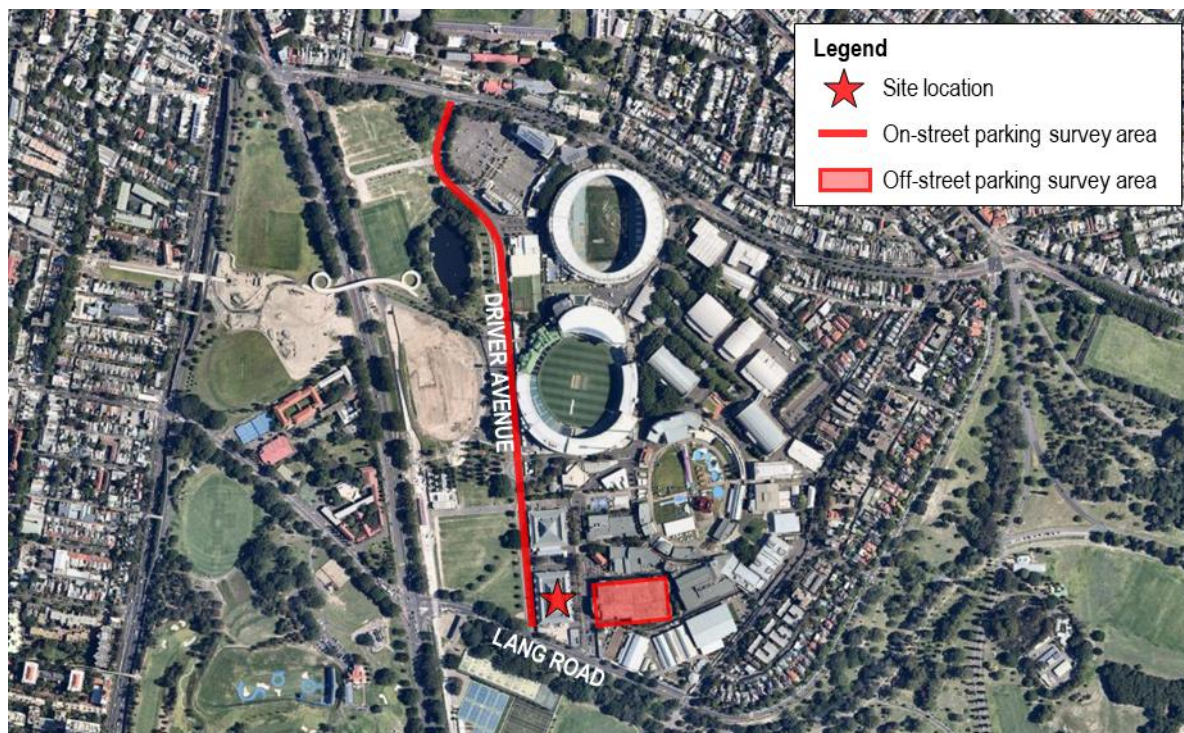 Legend
Site location
On-street parking survey area
Off-street parking survey area
DRIVER AVENUE
LANG ROAD